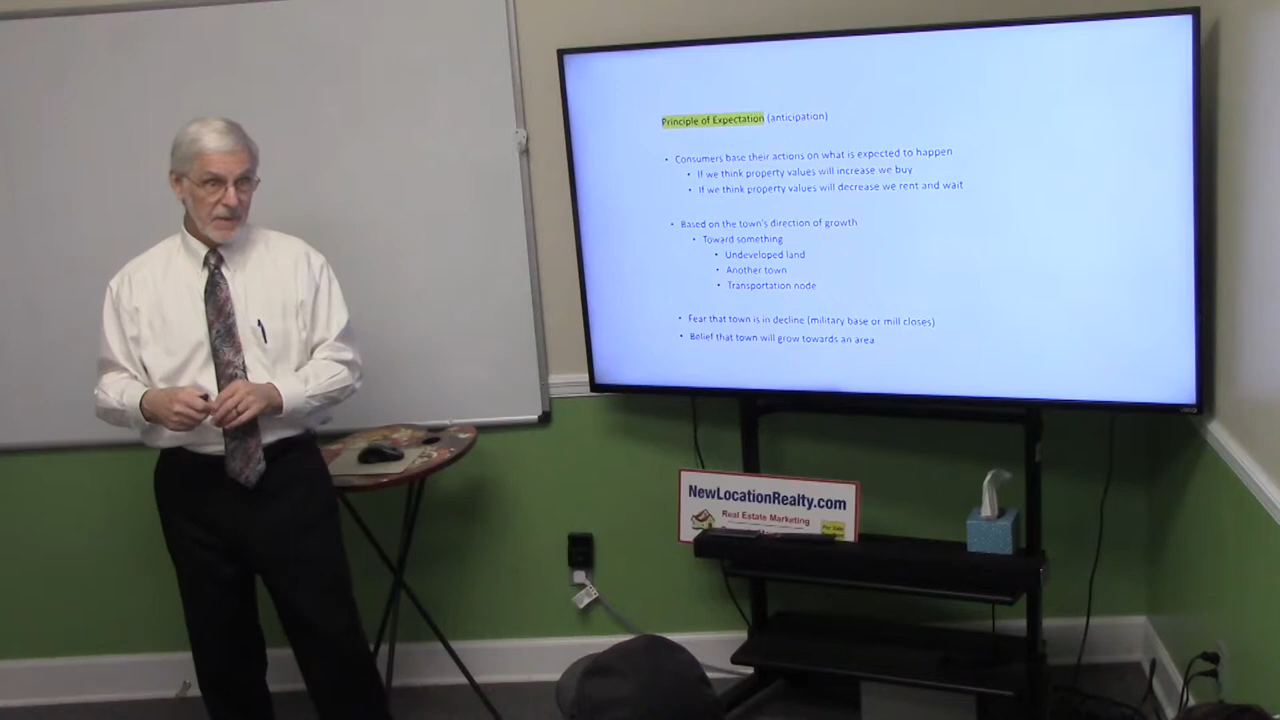 Principle of Expectation (anticipation)
• Consumers base their actions on what is expected to happen
• If we think property values will increase we buy
• If we think property values will decrease we rent and wait
• Based on the town's direction of growth
• Toward something
• Undeveloped land
• Another town
• Transportation node
• Fear that town is in decline (military base or mill closes)
• Belief that town will grow towards an area
VIZIO
NewLocationRealty.com
Real Estate Marketing
For Sale